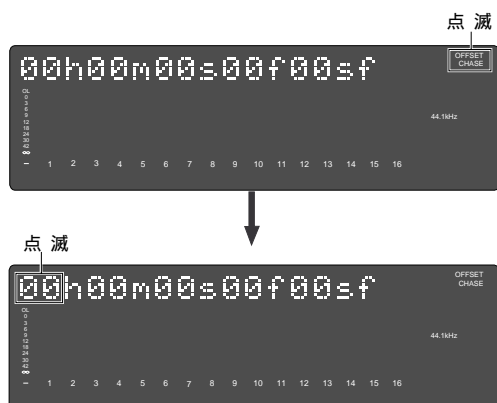 点 滅
00h00m00s00f00sf
OFFSET
CHASE
OL
0
3
6
9
12
18
24
30
42
∞
44.1kHz
– 1 2 3 4 5 6 7 8 9 10 11 12 13 14 15 16
点 滅
00h00m00s00f00sf
OFFSET
CHASE
OL
0
3
6
9
12
18
24
30
42
∞
44.1kHz
– 1 2 3 4 5 6 7 8 9 10 11 12 13 14 15 16